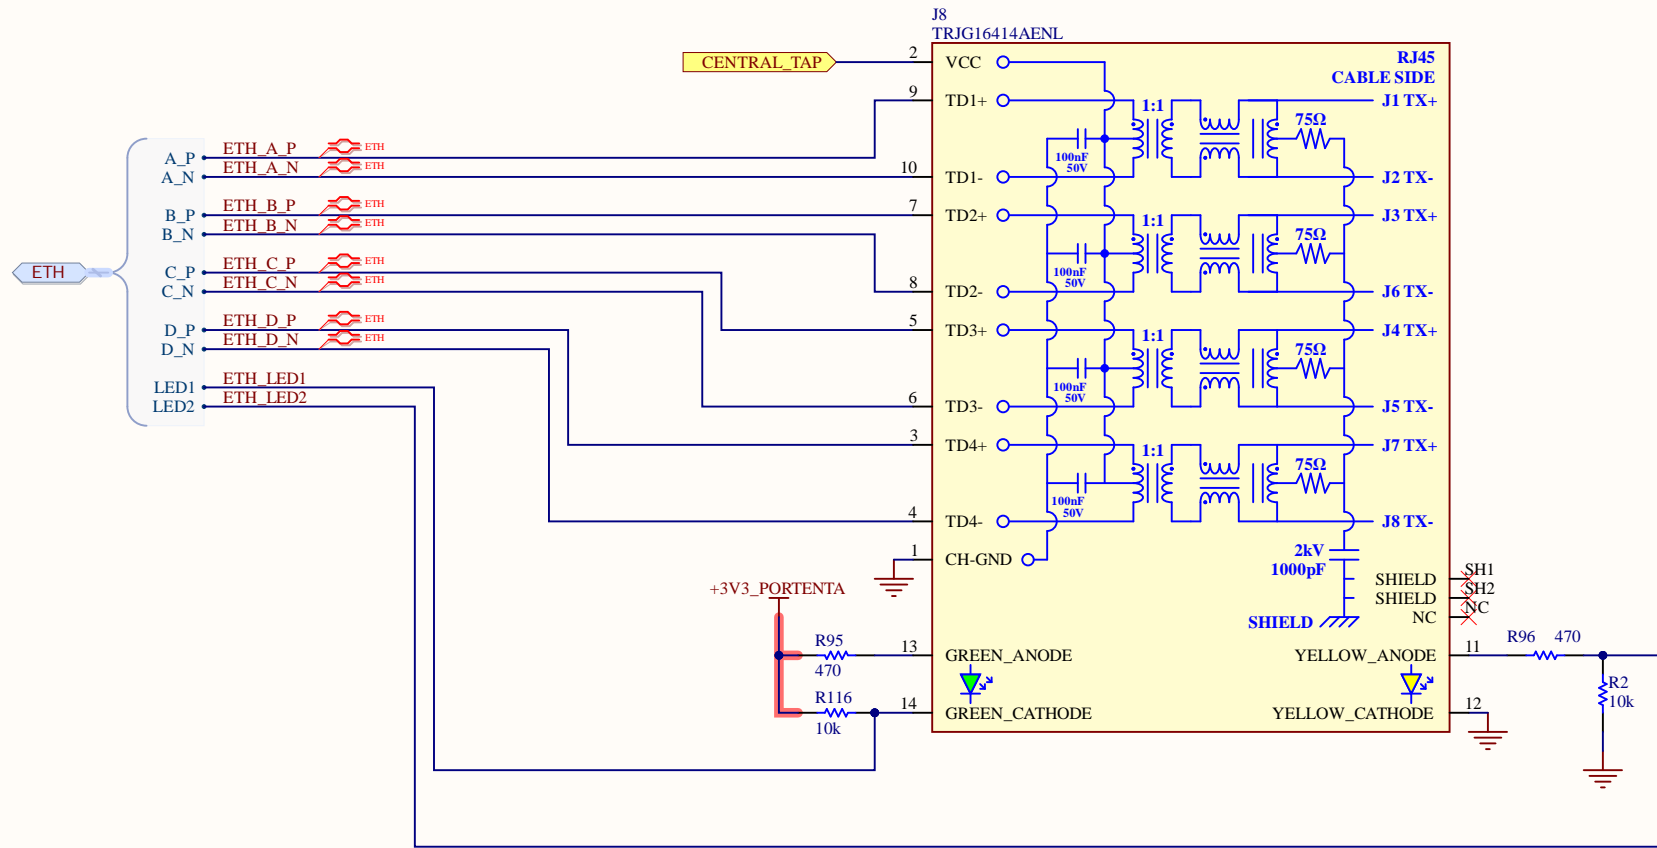 J8
TRJG16414AENL
CENTRAL_TAP
2
VCC
RJ45
CABLE SIDE
9
TD1+
1:1
J1 TX+
75Ω
100nF
50V
ETH_A_P
ETH
A_P
ETH_A_N
ETH
A_N
10
TD1-
J2 TX-
ETH_B_P
ETH
B_P
7
TD2+
1:1
J3 TX+
ETH_B_N
ETH
B_N
75Ω
100nF
50V
ETH
ETH_C_P
ETH
C_P
ETH_C_N
ETH
C_N
8
TD2-
J6 TX-
ETH_D_P
ETH
D_P
5
TD3+
1:1
J4 TX+
ETH_D_N
ETH
D_N
75Ω
100nF
50V
ETH_LED1
LED1
ETH_LED2
LED2
6
TD3-
J5 TX-
3
TD4+
1:1
J7 TX+
75Ω
100nF
50V
4
TD4-
J8 TX-
1
CH-GND
2kV
1000pF
+3V3_PORTENTA
SHIELD
SH1
SHIELD
SH2
NC
NC
SHIELD
R95
470
13
GREEN_ANODE
YELLOW_ANODE
11
R96 470
R116
10k
14
GREEN_CATHODE
YELLOW_CATHODE
12
R2
10k